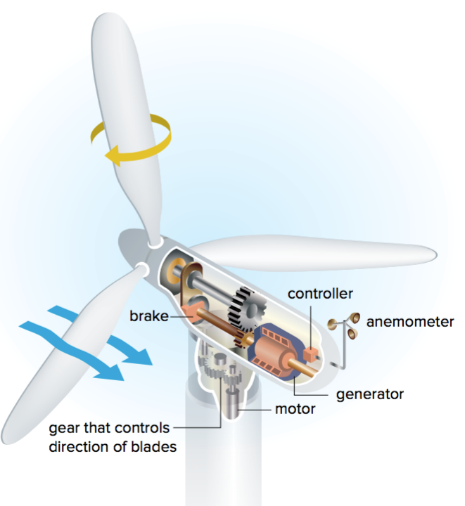 controller
brake
anemometer
generator
motor
gear that controls
direction of blades